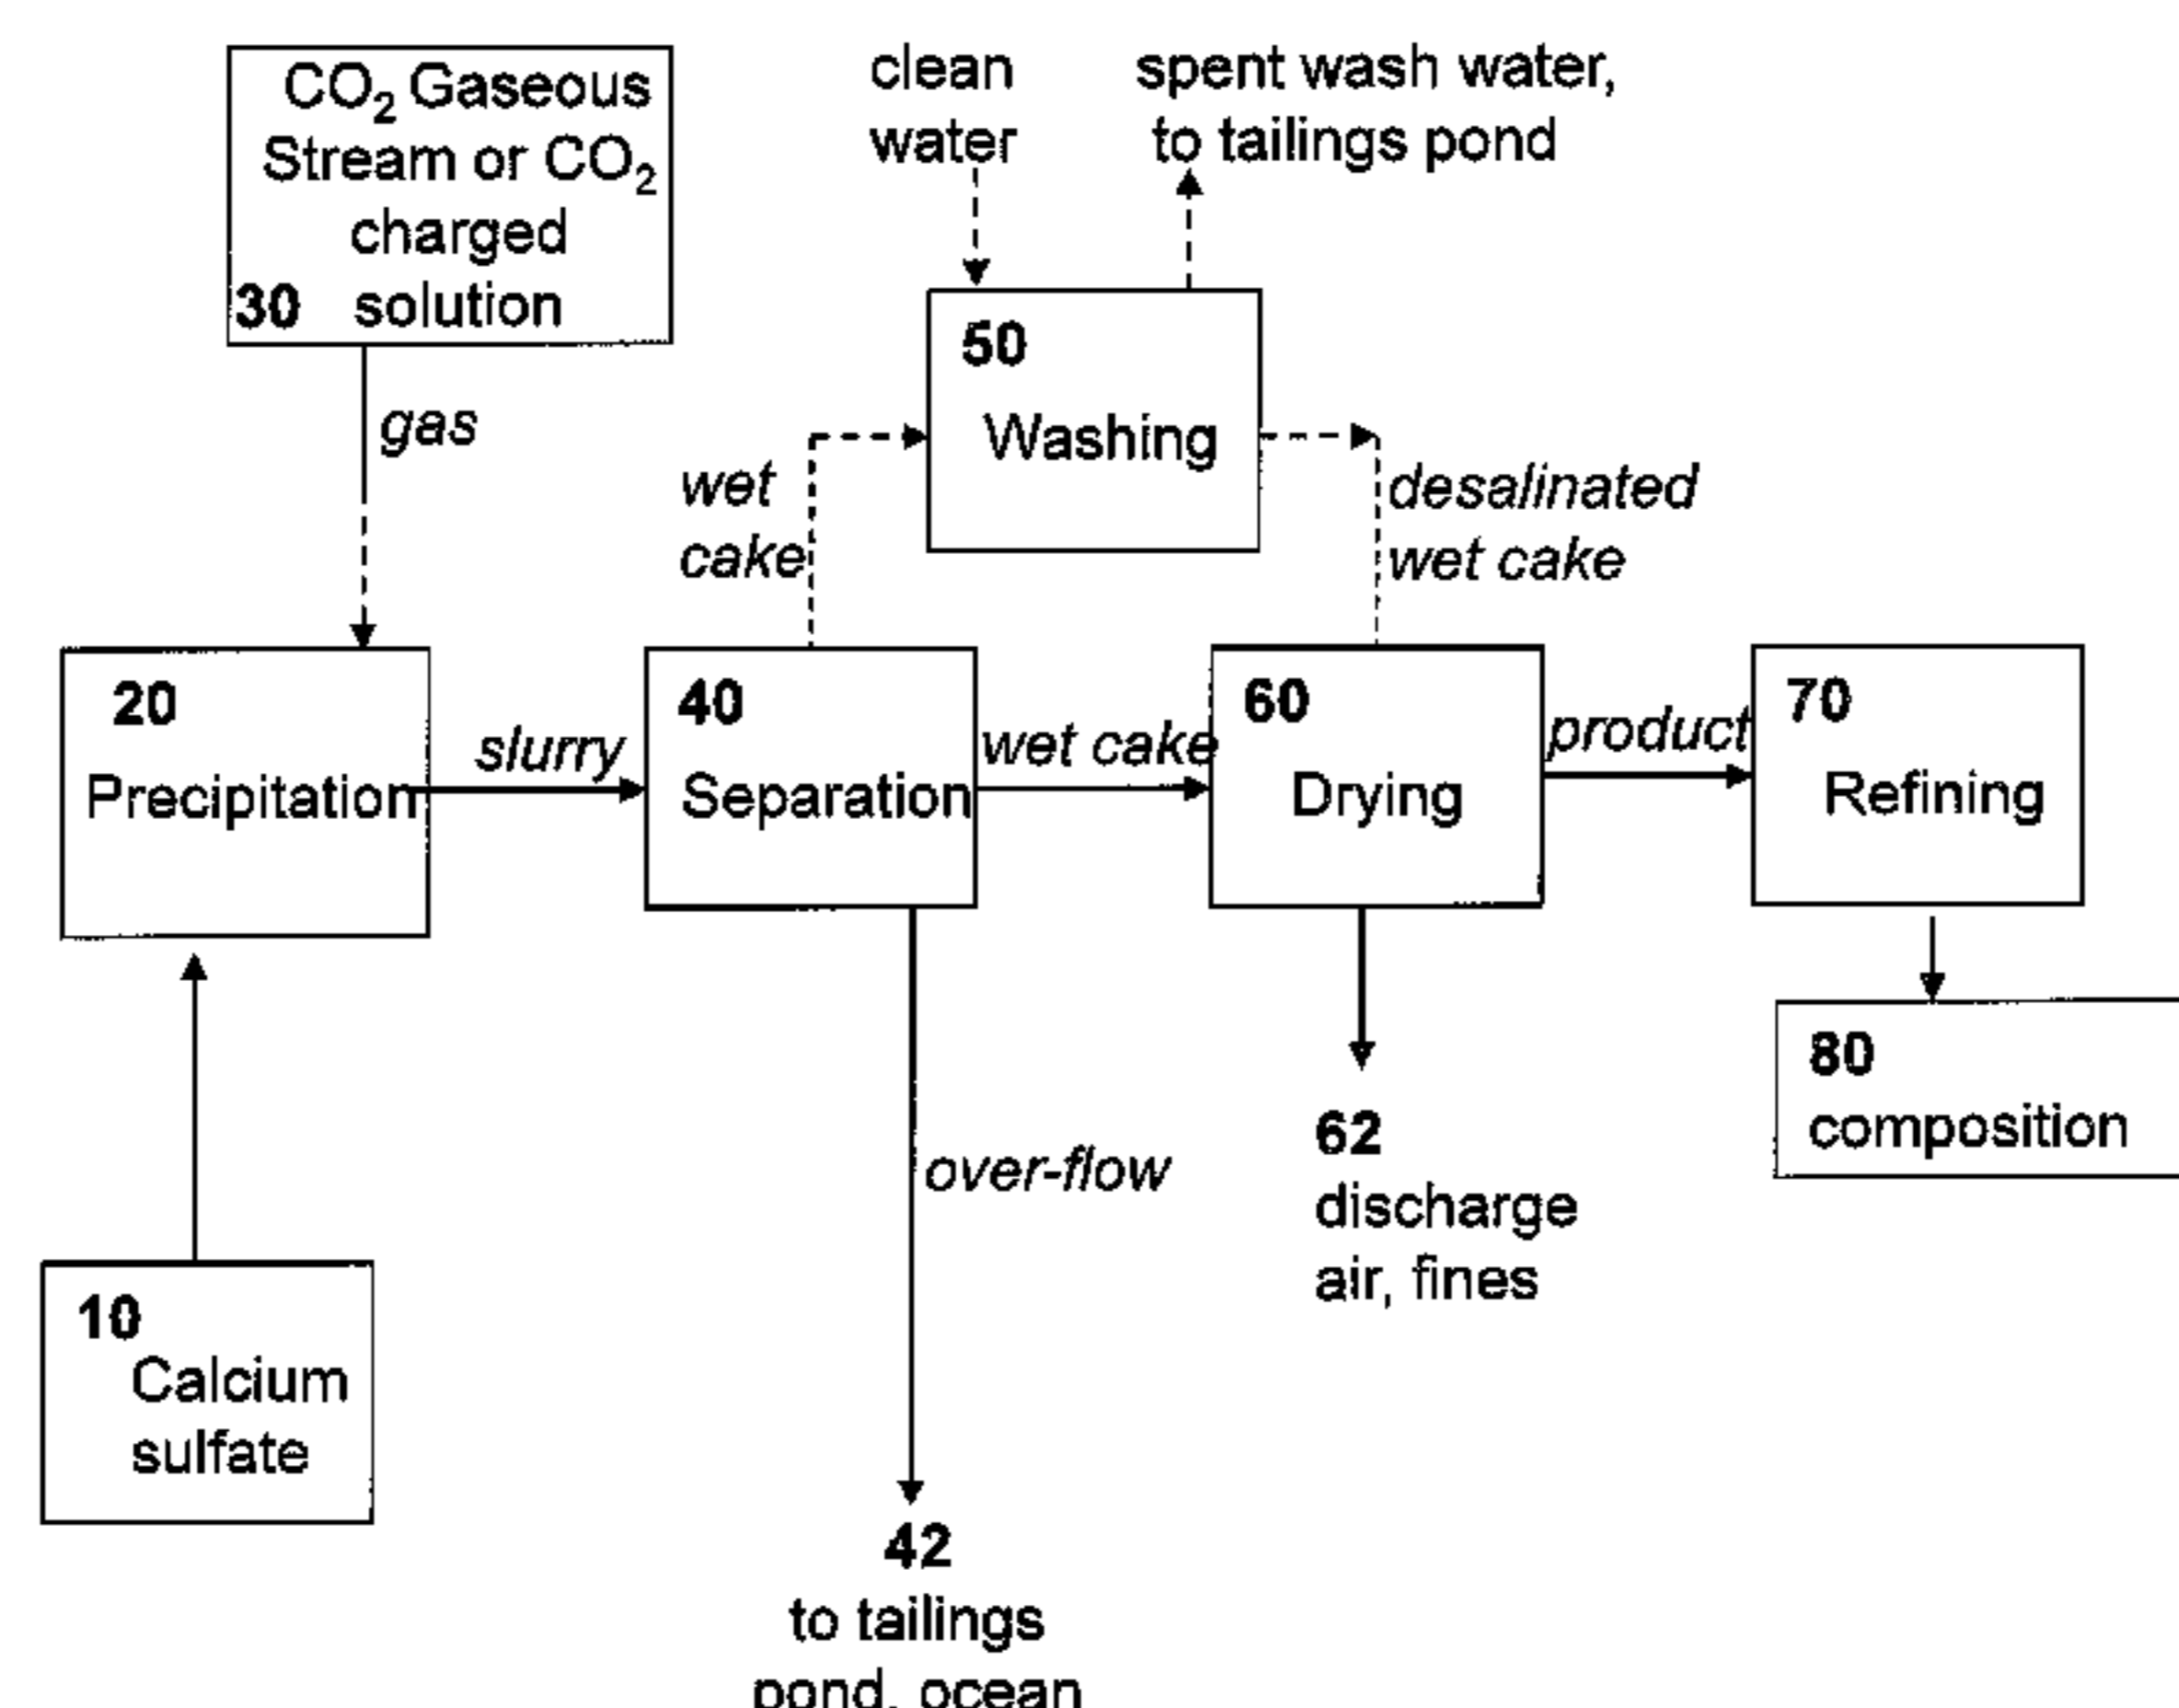 CO₂ Gaseous
Stream or CO₂
charged
30 solution
clean
water
spent wash water,
to tailings pond
gas
50
Washing
wet
cake
desalinated
wet cake
20
Precipitation
slurry
40
Separation
wet cake
60
Drying
product
70
Refining
80
composition
over-flow
62
discharge
air, fines
10
Calcium
sulfate
42
to tailings
pond, ocean